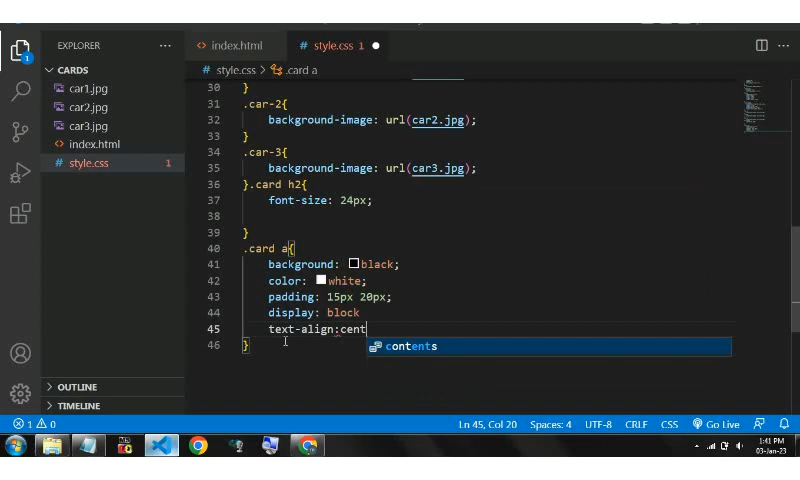 EXPLORER
index.html
# style.css 1
CARDS
# style.css > .card a
car1.jpg
car2.jpg
car3.jpg
<> index.html
# style.css 1
30 }
31 .car-2{
32 background-image: url(car2.jpg);
33 }
34 .car-3{
35 background-image: url(car3.jpg);
36 }.card h2{
37 font-size: 24px;
38
39 }
40 .card a{
41 background: black;
42 color: white;
43 padding: 15px 20px;
44 display: block
45 text-align:cent
46 }
contents
OUTLINE
TIMELINE
1 0 Ln 45, Col 20 Spaces: 4 UTF-8 CRLF CSS Go Live
1:41 PM
03-Jan-23